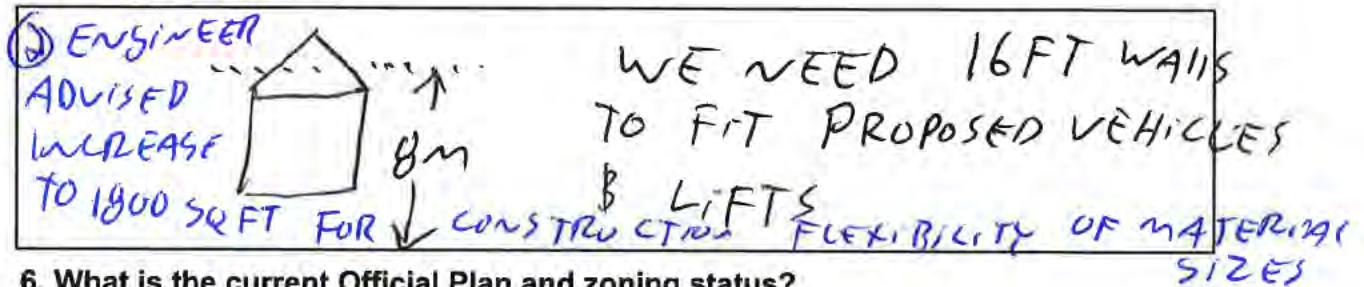 ② ENGINEER
ADVISED
INCREASE
TO 1800 SQ FT FOR CONSTRUCTION FLEXIBILITY OF MATERIAL
SIZES
8m
WE NEED 16FT WALLS
TO FIT PROPOSED VEHICLES
& LIFTS
6. What is the current Official Plan and zoning status?